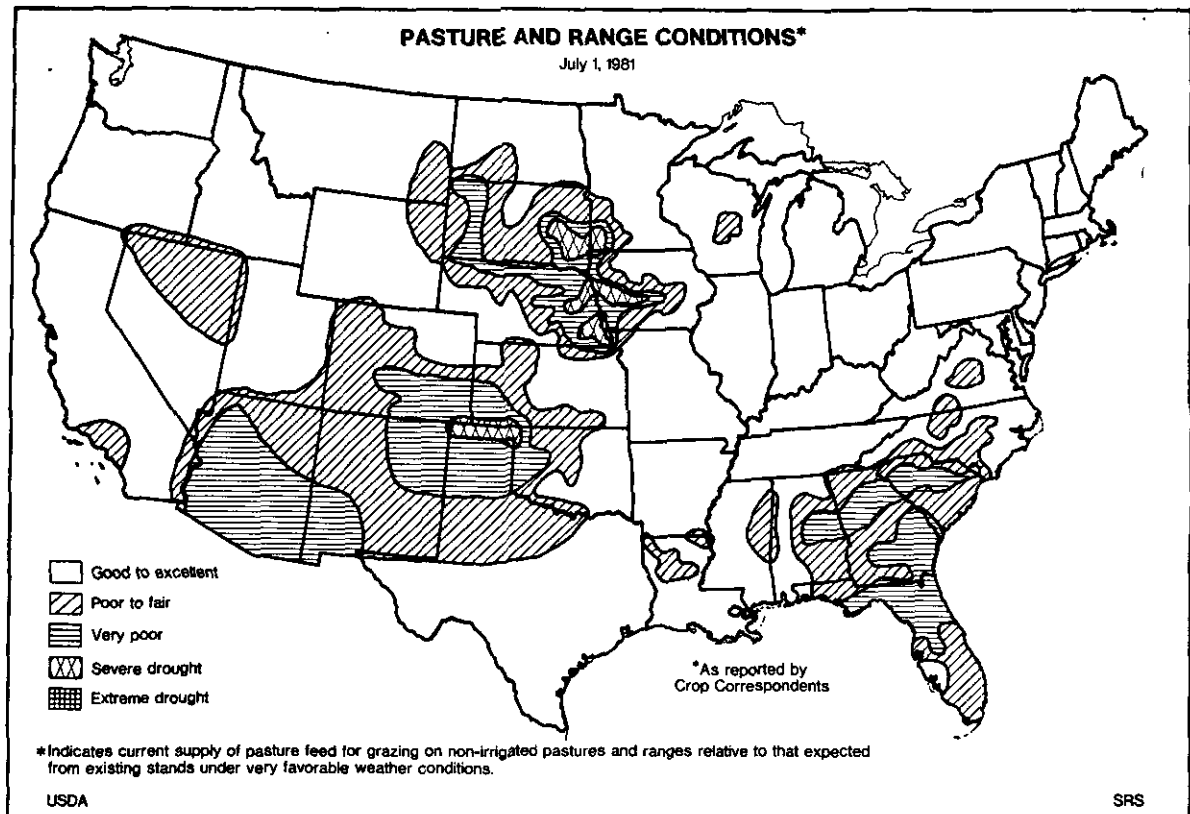 PASTURE AND RANGE CONDITIONS*
July 1, 1981
Good to excellent
Poor to fair
Very poor
Severe drought
Extreme drought
*As reported by
Crop Correspondents
*Indicates current supply of pasture feed for grazing on non-irrigated pastures and ranges relative to that expected
from existing stands under very favorable weather conditions.
USDA
SRS